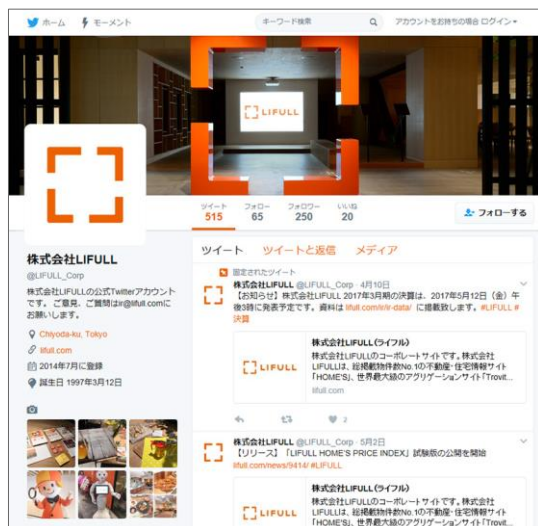 ホーム
モーメント
キーワード検索
アカウントをお持ちの場合 ログイン
LIFULL
ツイート
515
フォロー
65
フォロワー
250
いいね
20
フォローする
株式会社LIFULL
@LIFULL_Corp
株式会社LIFULLの公式Twitterアカウント
です。ご意見、ご質問はir@lifull.comに
お願いします。
Chiyoda-ku, Tokyo
lifull.com
2014年7月に登録
誕生日 1997年3月12日
ツイート
ツイートと返信
メディア
固定されたツイート
株式会社LIFULL @LIFULL_Corp · 4月10日
【お知らせ】株式会社LIFULL 2017年3月期の決算は、2017年5月12日（金）午
後3時に発表予定です。資料は lifull.com/ir/ir-data/ に掲載致します。#LIFULL #
決算
LIFULL
株式会社LIFULL(ライフル)
株式会社LIFULLのコーポレートサイトです。株式会社
LIFULLは、総掲載物件数No.1の不動産・住宅情報サイト
「HOME'S」、世界最大級のアグリゲーションサイト「Trovit...
lifull.com
2
株式会社LIFULL @LIFULL_Corp · 5月2日
【リリース】「LIFULL HOME'S PRICE INDEX」試験版の公開を開始
lifull.com/news/9414/ #LIFULL
LIFULL
株式会社LIFULL(ライフル)
株式会社LIFULLのコーポレートサイトです。株式会社
LIFULLは、総掲載物件数No.1の不動産・住宅情報サイト
「HOME'S」、世界最大級のアグリゲーションサイト「Trovit...